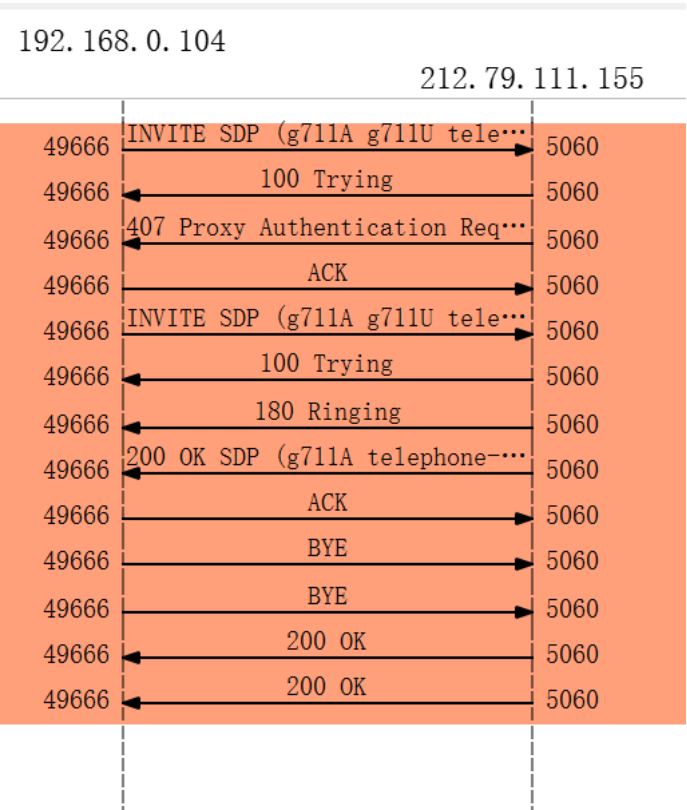 192.168.0.104
212.79.111.155
49666 INVITE SDP (g711A g711U tele… 5060
49666 100 Trying 5060
49666 407 Proxy Authentication Req… 5060
49666 ACK 5060
49666 INVITE SDP (g711A g711U tele… 5060
49666 100 Trying 5060
49666 180 Ringing 5060
49666 200 OK SDP (g711A telephone-… 5060
49666 ACK 5060
49666 BYE 5060
49666 BYE 5060
49666 200 OK 5060
49666 200 OK 5060